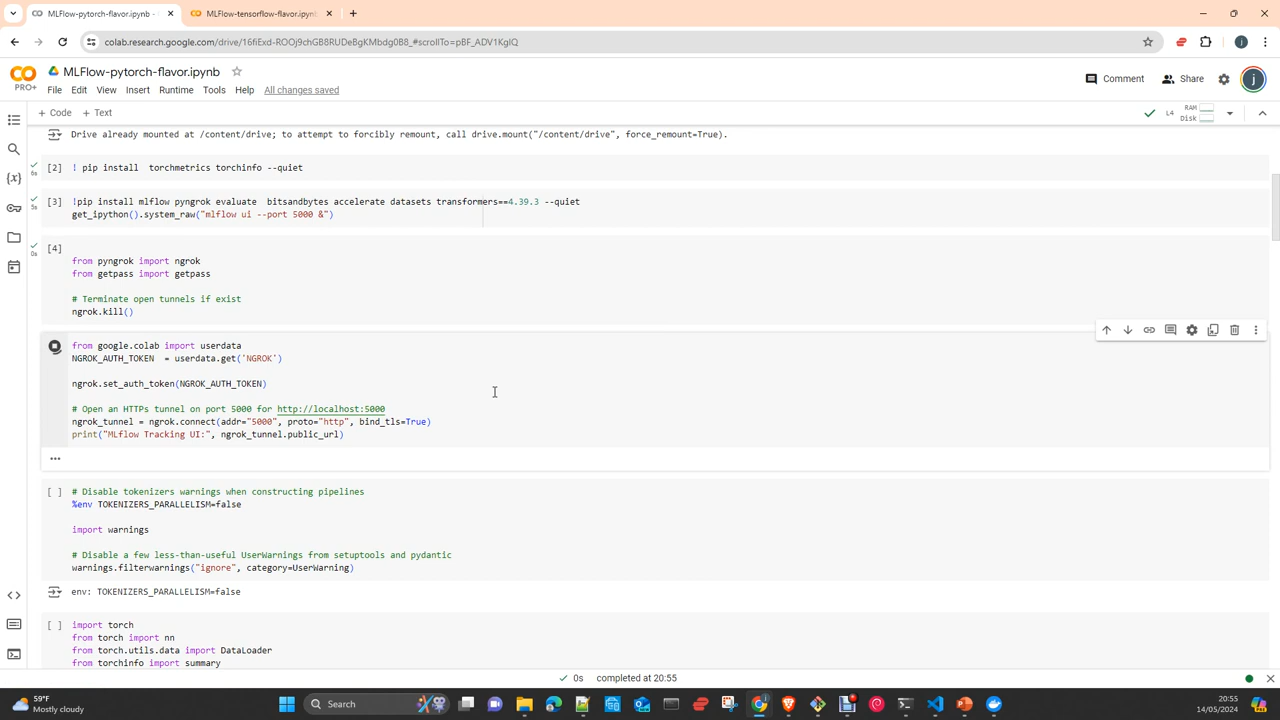 MLFlow-pytorch-flavor.ipynb -
MLFlow-tensorflow-flavor.ipynb
colab.research.google.com/drive/16fiExd-ROOj9chGB8RUDeBgKMbdg0B8_#scrollTo=pBF_ADV1KglQ
j
PRO+
MLFlow-pytorch-flavor.ipynb
Comment
Share
j
File Edit View Insert Runtime Tools Help All changes saved
+ Code + Text
L4
RAM
Disk
Drive already mounted at /content/drive; to attempt to forcibly remount, call drive.mount("/content/drive", force_remount=True).
6s
[2] ! pip install  torchmetrics torchinfo --quiet
5s
[3] !pip install mlflow pyngrok evaluate  bitsandbytes accelerate datasets transformers==4.39.3 --quiet
get_ipython().system_raw("mlflow ui --port 5000 &")
0s
[4]
from pyngrok import ngrok
from getpass import getpass
# Terminate open tunnels if exist
ngrok.kill()
from google.colab import userdata
NGROK_AUTH_TOKEN  = userdata.get('NGROK')
ngrok.set_auth_token(NGROK_AUTH_TOKEN)
# Open an HTTPs tunnel on port 5000 for http://localhost:5000
ngrok_tunnel = ngrok.connect(addr="5000", proto="http", bind_tls=True)
print("MLflow Tracking UI:", ngrok_tunnel.public_url)
...
[ ] # Disable tokenizers warnings when constructing pipelines
%env TOKENIZERS_PARALLELISM=false
import warnings
# Disable a few less-than-useful UserWarnings from setuptools and pydantic
warnings.filterwarnings("ignore", category=UserWarning)
env: TOKENIZERS_PARALLELISM=false
[ ] import torch
from torch import nn
from torch.utils.data import DataLoader
from torchinfo import summary
0s completed at 20:55
59°F
Mostly cloudy
Search
20:55
14/05/2024